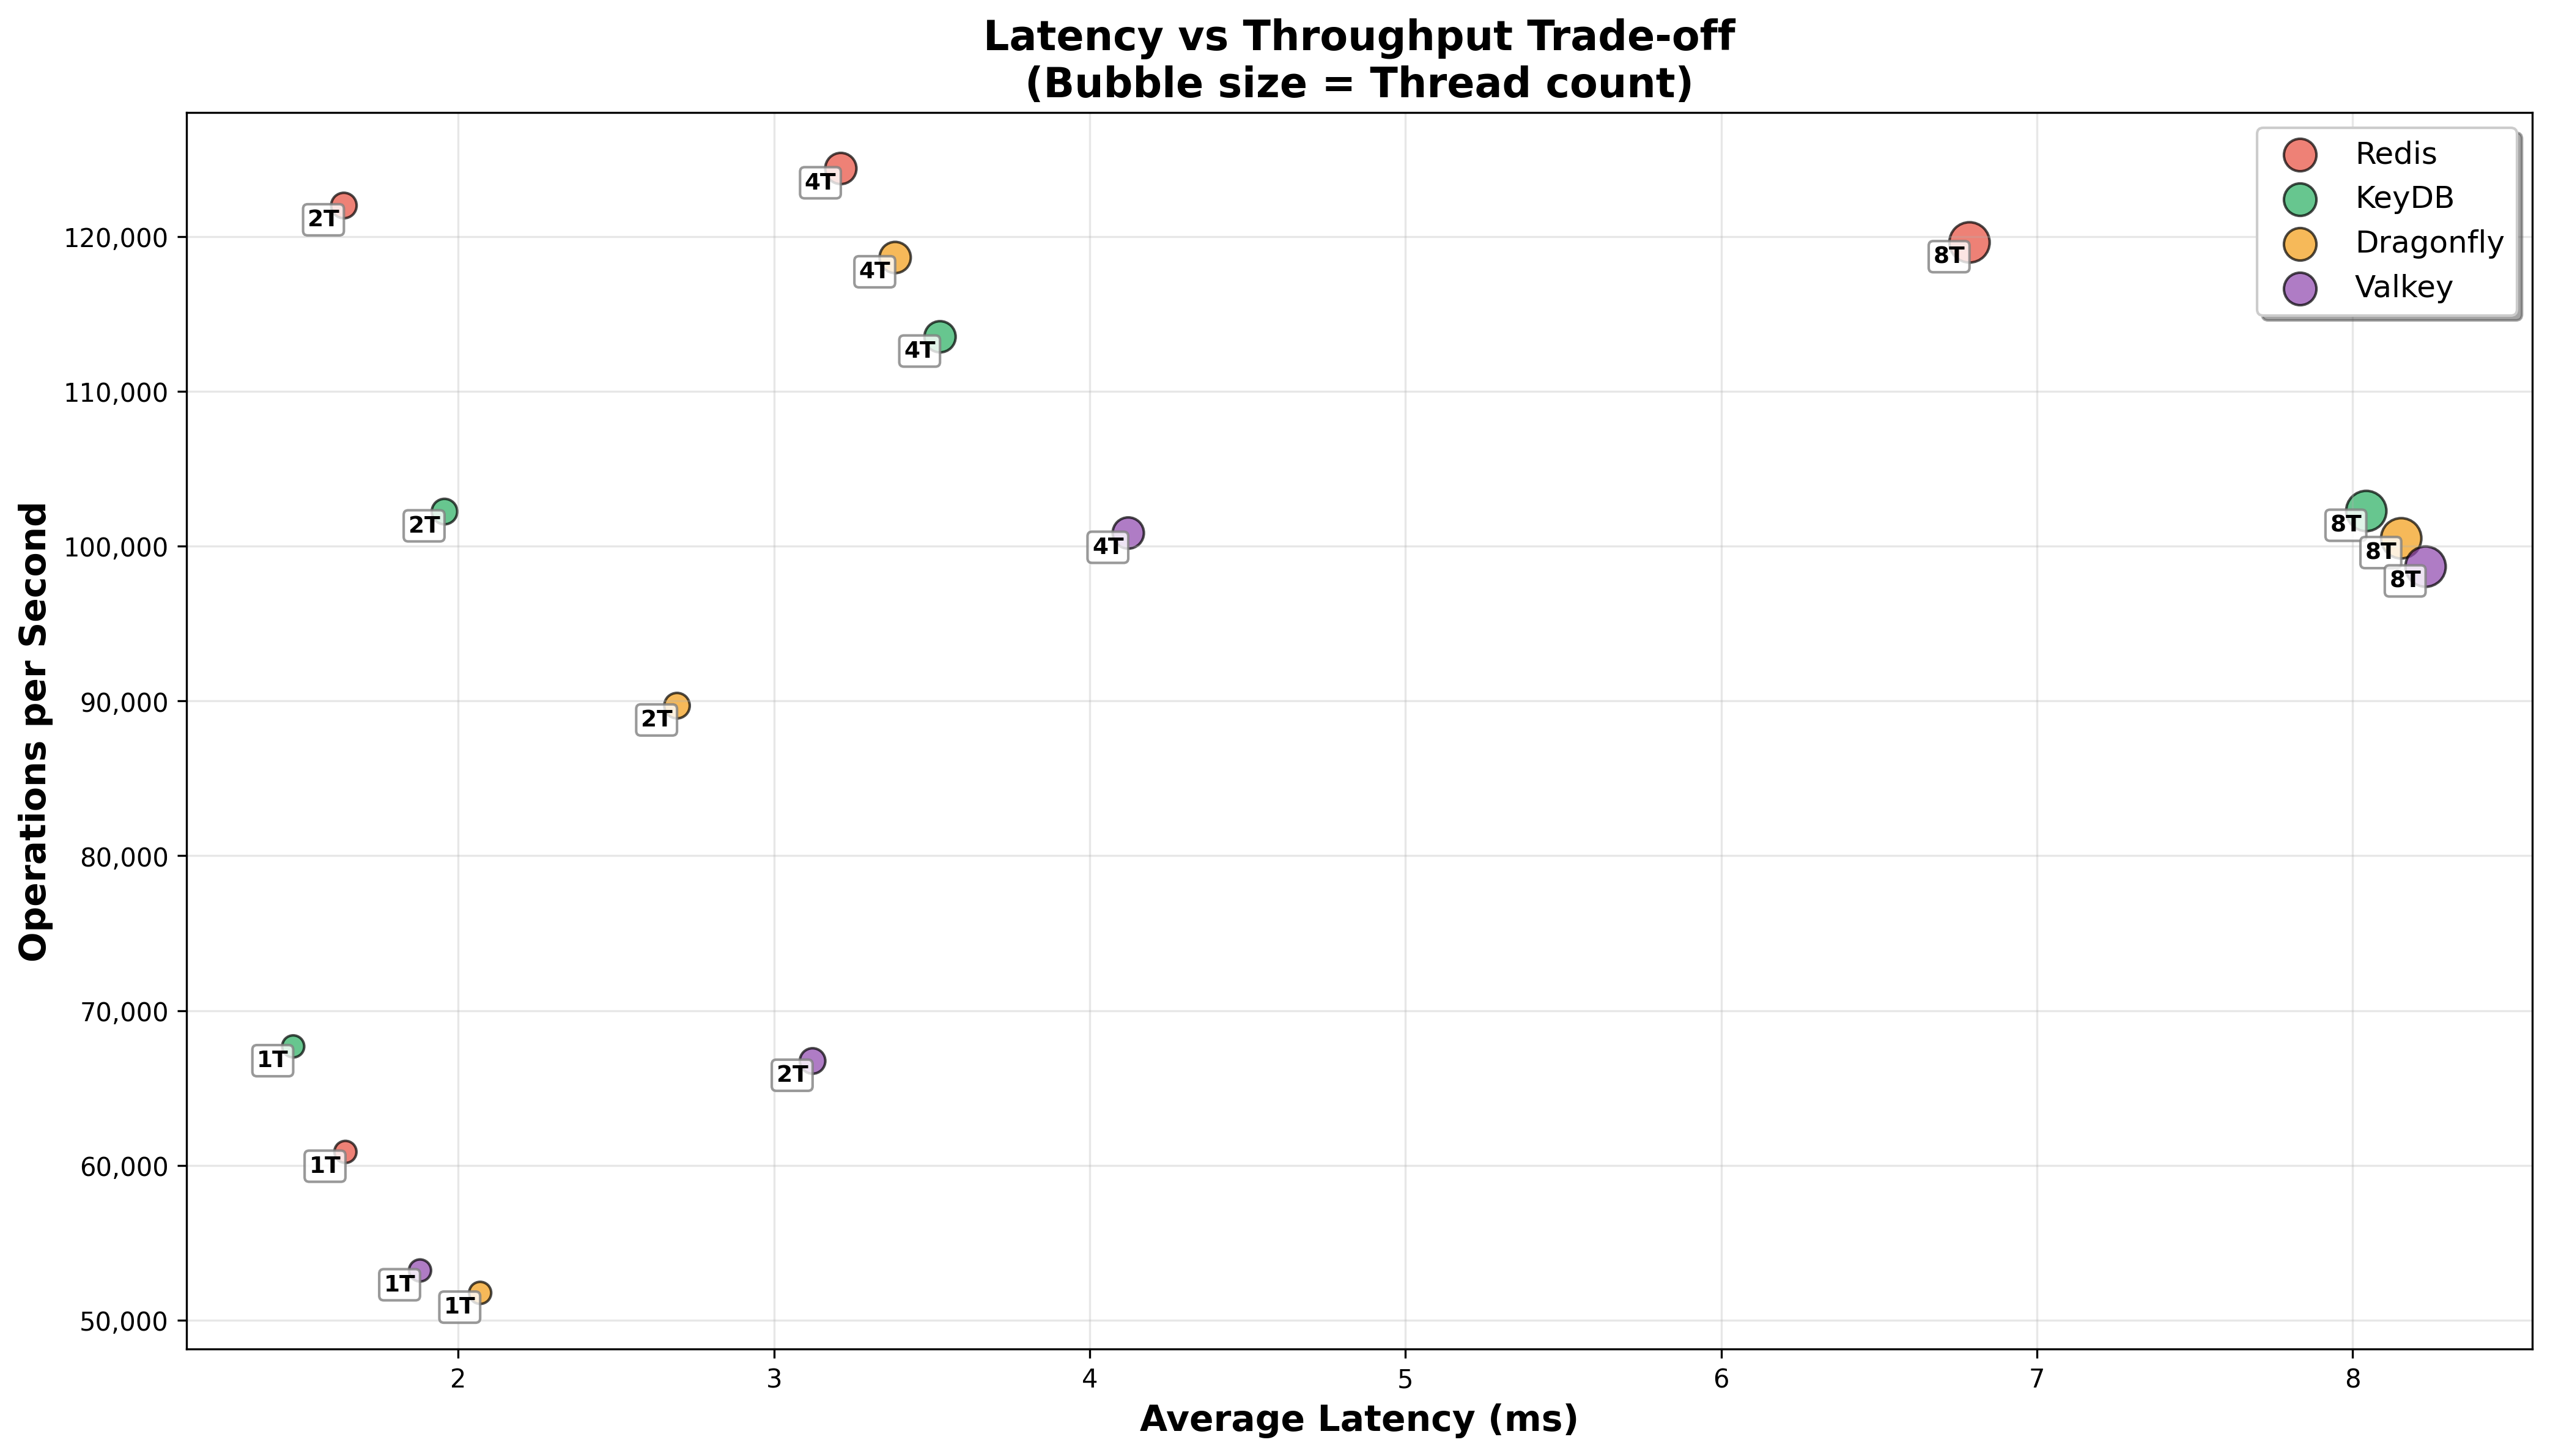 Latency vs Throughput Trade-off
(Bubble size = Thread count)
Redis
KeyDB
Dragonfly
Valkey
Operations per Second
120,000
110,000
100,000
90,000
80,000
70,000
60,000
50,000
4T
2T
4T
8T
4T
2T
4T
8T
8T
8T
2T
1T
2T
1T
1T
1T
2
3
4
5
6
7
8
Average Latency (ms)